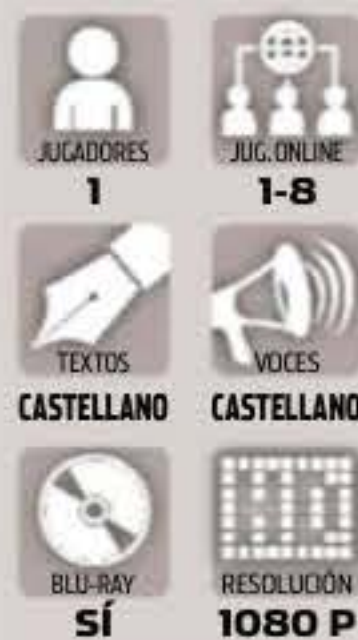 JUGADORES
1
JUG. ONLINE
1-8
TEXTOS
CASTELLANO
VOCES
CASTELLANO
BLU-RAY
SÍ
RESOLUCIÓN
1080 P